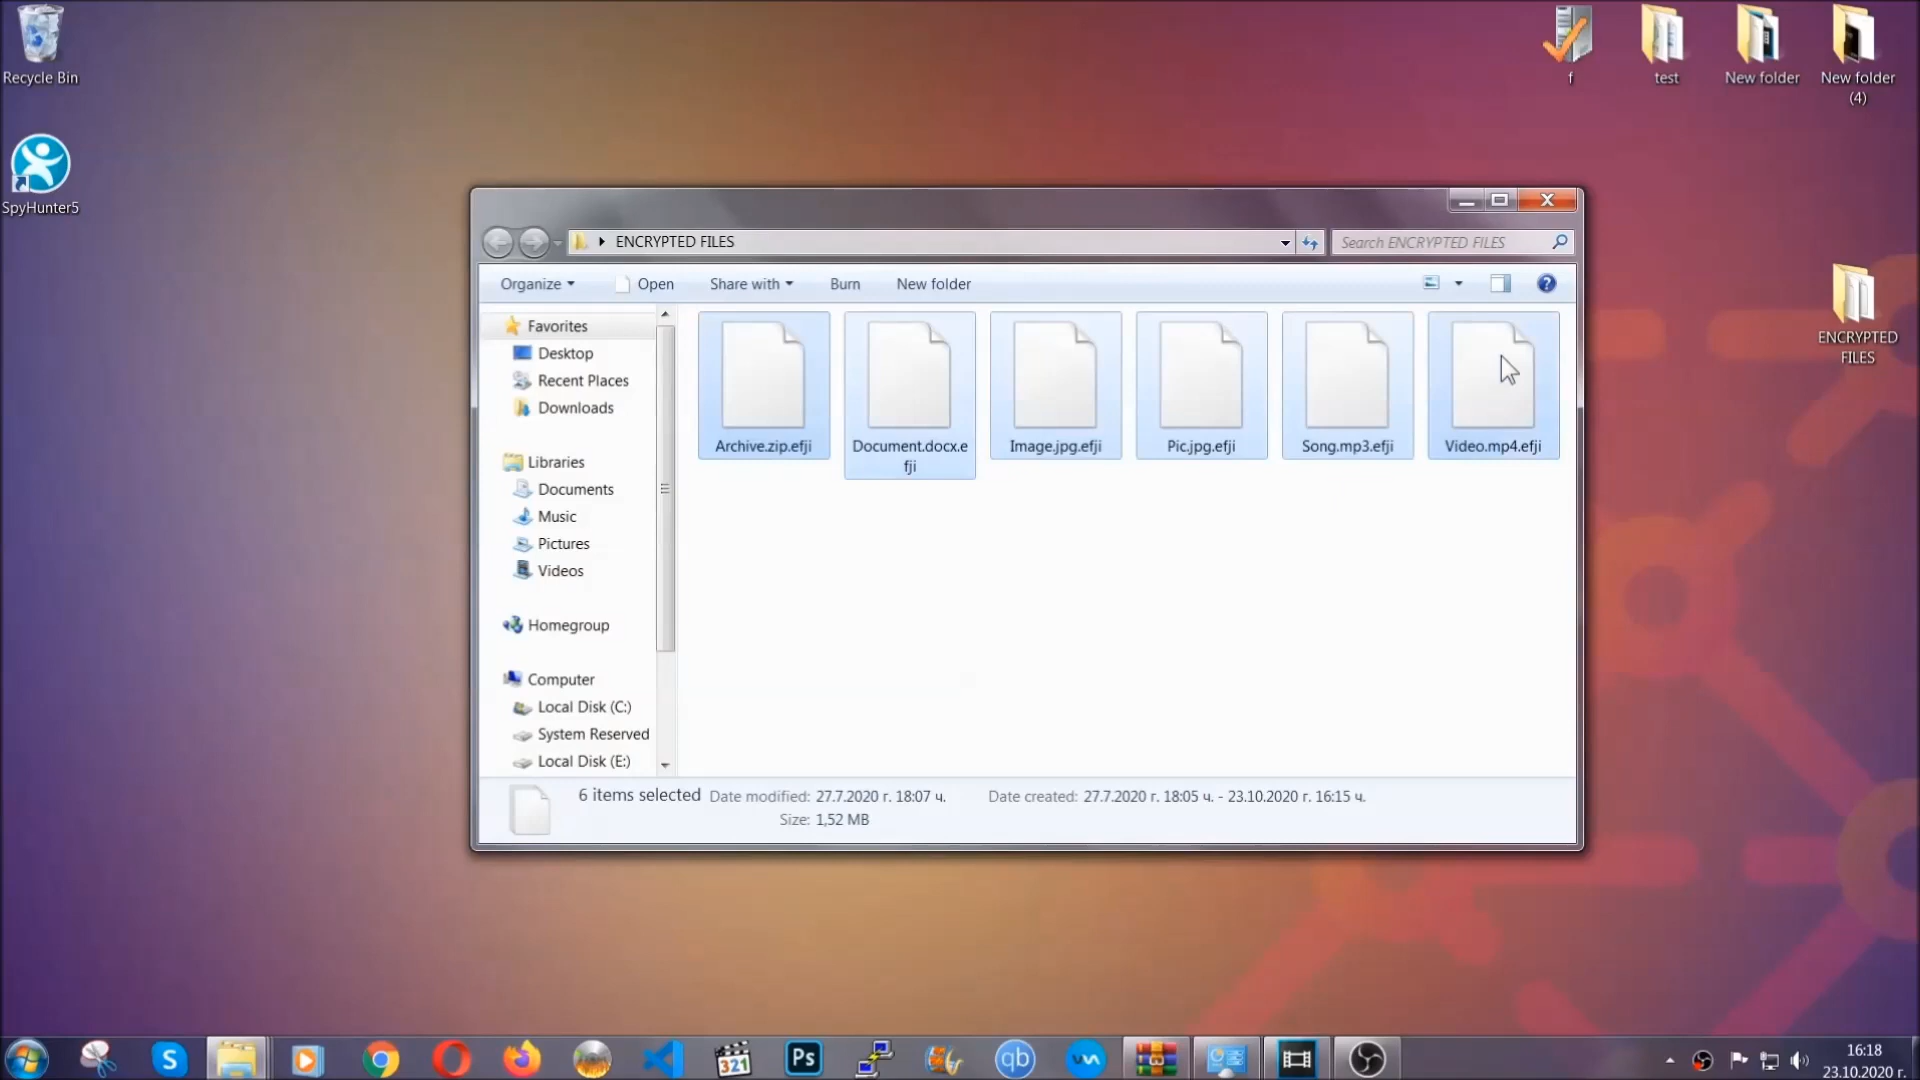 Recycle Bin
SpyHunter5
f
test
New folder
New folder
(4)
ENCRYPTED
FILES
ENCRYPTED FILES
Search ENCRYPTED FILES
Organize
Open
Share with
Burn
New folder
Favorites
Desktop
Recent Places
Downloads
Libraries
Documents
Music
Pictures
Videos
Homegroup
Computer
Local Disk (C:)
System Reserved
Local Disk (E:)
Archive.zip.efji
Document.docx.e
fji
Image.jpg.efji
Pic.jpg.efji
Song.mp3.efji
Video.mp4.efji
6 items selected Date modified: 27.7.2020 г. 18:07 ч. Date created: 27.7.2020 г. 18:05 ч. - 23.10.2020 г. 16:15 ч.
Size: 1,52 MB
S
321
Ps
qb
16:18
23.10.2020 г.